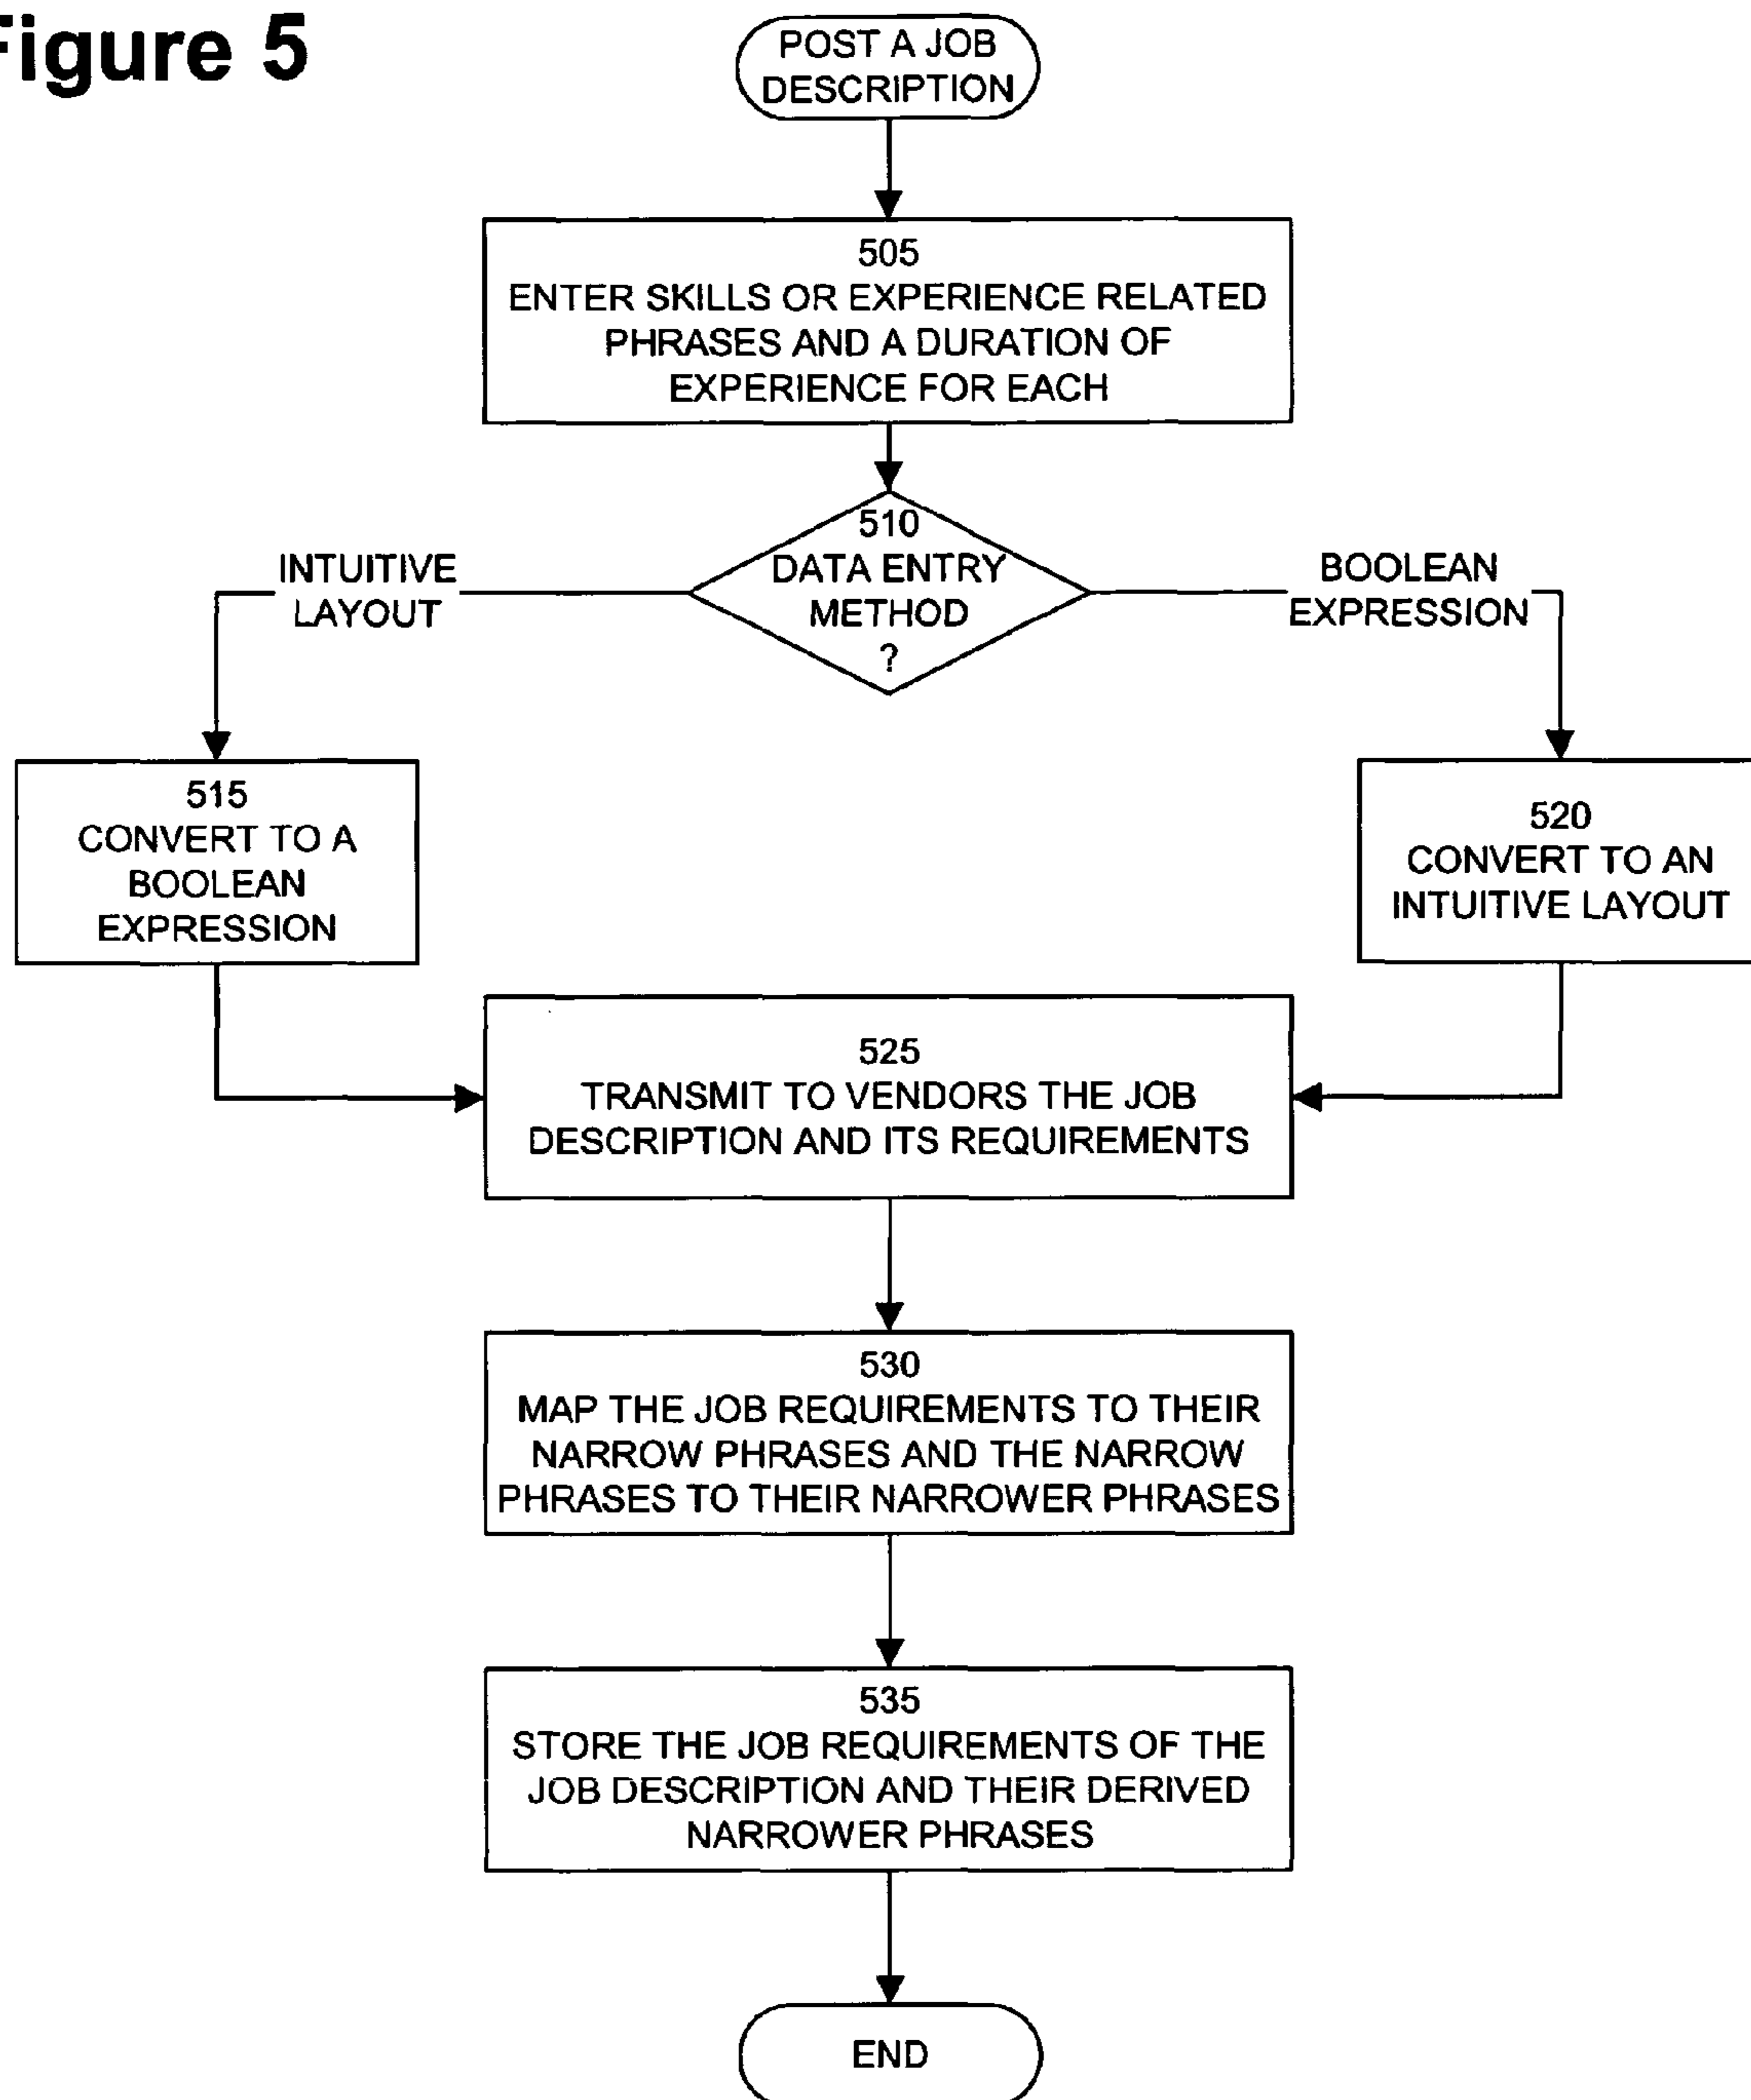 Figure 5
POST A JOB
DESCRIPTION
505
ENTER SKILLS OR EXPERIENCE RELATED
PHRASES AND A DURATION OF
EXPERIENCE FOR EACH
510
DATA ENTRY
METHOD
?
INTUITIVE
LAYOUT
BOOLEAN
EXPRESSION
515
CONVERT TO A
BOOLEAN
EXPRESSION
520
CONVERT TO AN
INTUITIVE LAYOUT
525
TRANSMIT TO VENDORS THE JOB
DESCRIPTION AND ITS REQUIREMENTS
530
MAP THE JOB REQUIREMENTS TO THEIR
NARROW PHRASES AND THE NARROW
PHRASES TO THEIR NARROWER PHRASES
535
STORE THE JOB REQUIREMENTS OF THE
JOB DESCRIPTION AND THEIR DERIVED
NARROWER PHRASES
END